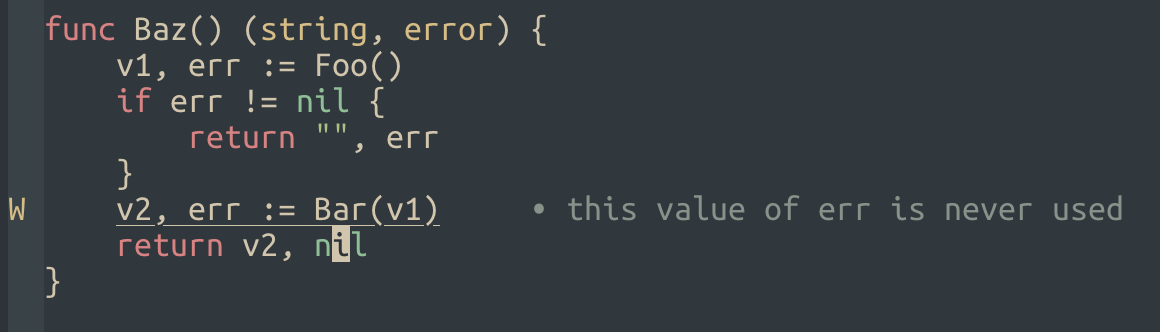 func Baz() (string, error) {
    v1, err := Foo()
    if err != nil {
        return "", err
    }
W   v2, err := Bar(v1)     • this value of err is never used
    return v2, nil
}